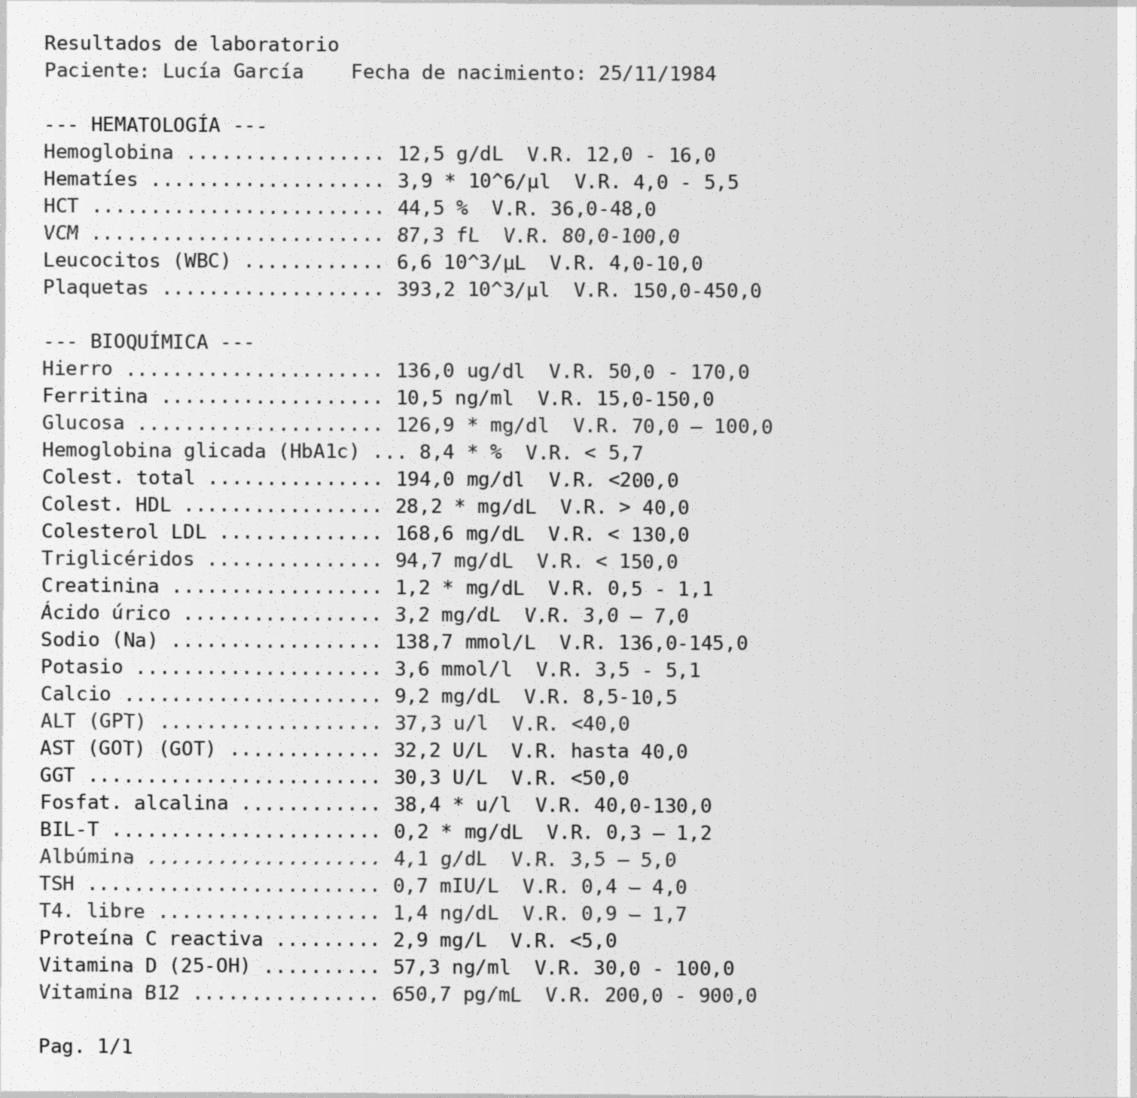 Resultados de laboratorio
Paciente: Lucía García    Fecha de nacimiento: 25/11/1984

--- HEMATOLOGÍA ---
Hemoglobina ................. 12,5 g/dL  V.R. 12,0 - 16,0
Hematíes .................... 3,9 * 10^6/µl  V.R. 4,0 - 5,5
HCT ......................... 44,5 %  V.R. 36,0-48,0
VCM ......................... 87,3 fL  V.R. 80,0-100,0
Leucocitos (WBC) ............ 6,6 10^3/µL  V.R. 4,0-10,0
Plaquetas ................... 393,2 10^3/µl  V.R. 150,0-450,0

--- BIOQUÍMICA ---
Hierro ...................... 136,0 ug/dl  V.R. 50,0 - 170,0
Ferritina ................... 10,5 ng/ml  V.R. 15,0-150,0
Glucosa ..................... 126,9 * mg/dl  V.R. 70,0 – 100,0
Hemoglobina glicada (HbA1c) ... 8,4 * %  V.R. < 5,7
Colest. total ............... 194,0 mg/dl  V.R. <200,0
Colest. HDL ................. 28,2 * mg/dL  V.R. > 40,0
Colesterol LDL .............. 168,6 mg/dL  V.R. < 130,0
Triglicéridos ............... 94,7 mg/dL  V.R. < 150,0
Creatinina .................. 1,2 * mg/dL  V.R. 0,5 - 1,1
Ácido úrico ................. 3,2 mg/dL  V.R. 3,0 – 7,0
Sodio (Na) .................. 138,7 mmol/L  V.R. 136,0-145,0
Potasio ..................... 3,6 mmol/l  V.R. 3,5 - 5,1
Calcio ...................... 9,2 mg/dL  V.R. 8,5-10,5
ALT (GPT) ................... 37,3 u/l  V.R. <40,0
AST (GOT) (GOT) ............. 32,2 U/L  V.R. hasta 40,0
GGT ......................... 30,3 U/L  V.R. <50,0
Fosfat. alcalina ............ 38,4 * u/l  V.R. 40,0-130,0
BIL-T ....................... 0,2 * mg/dL  V.R. 0,3 – 1,2
Albúmina .................... 4,1 g/dL  V.R. 3,5 – 5,0
TSH ......................... 0,7 mIU/L  V.R. 0,4 – 4,0
T4. libre ................... 1,4 ng/dL  V.R. 0,9 – 1,7
Proteína C reactiva ......... 2,9 mg/L  V.R. <5,0
Vitamina D (25-OH) .......... 57,3 ng/ml  V.R. 30,0 - 100,0
Vitamina B12 ................ 650,7 pg/mL  V.R. 200,0 - 900,0

Pag. 1/1